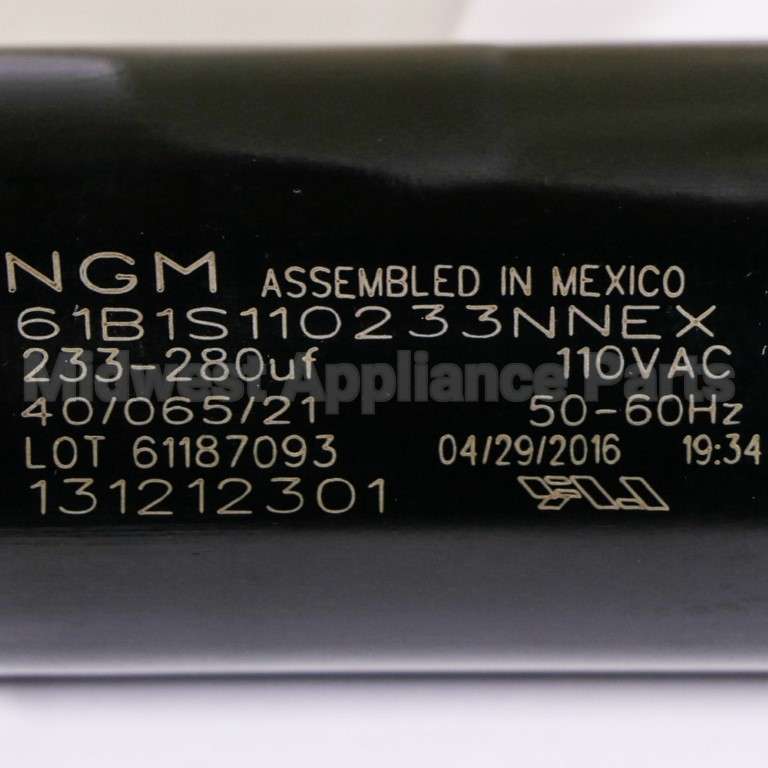 NGM ASSEMBLED IN MEXICO
61B1S110233NNEX
233-280uf 110VAC
Midwest Appliance Parts
40/065/21 50-60Hz
LOT 61187093 04/29/2016 19:34
131212301